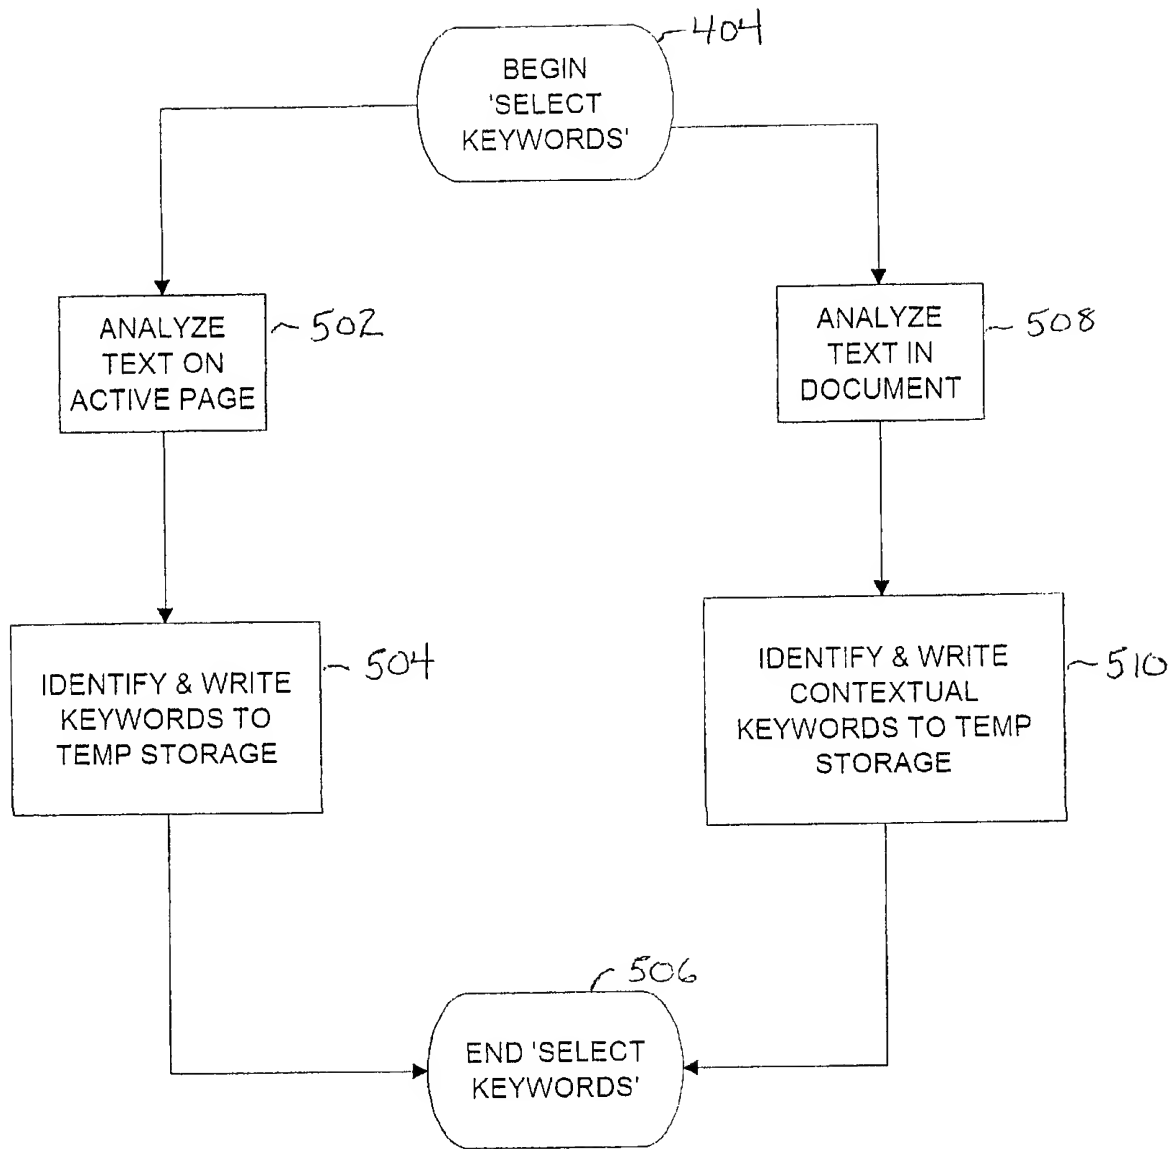 404
BEGIN
'SELECT
KEYWORDS'
ANALYZE
TEXT ON
ACTIVE PAGE
502
ANALYZE
TEXT IN
DOCUMENT
508
IDENTIFY & WRITE
KEYWORDS TO
TEMP STORAGE
504
IDENTIFY & WRITE
CONTEXTUAL
KEYWORDS TO TEMP
STORAGE
510
506
END 'SELECT
KEYWORDS'